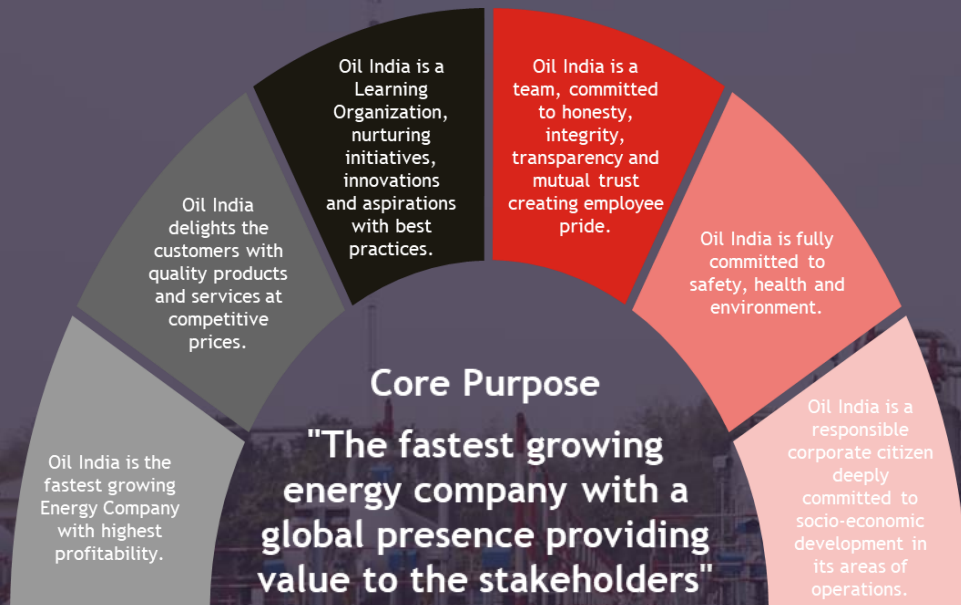 Oil India is the
fastest growing
Energy Company
with highest
profitability.
Oil India
delights the
customers with
quality products
and services at
competitive
prices.
Oil India is a
Learning
Organization,
nurturing
initiatives,
innovations
and aspirations
with best
practices.
Oil India is a
team, committed
to honesty,
integrity,
transparency and
mutual trust
creating employee
pride.
Oil India is fully
committed to
safety, health and
environment.
Oil India is a
responsible
corporate citizen
deeply
committed to
socio-economic
development in
its areas of
operations.
Core Purpose
"The fastest growing
energy company with a
global presence providing
value to the stakeholders"